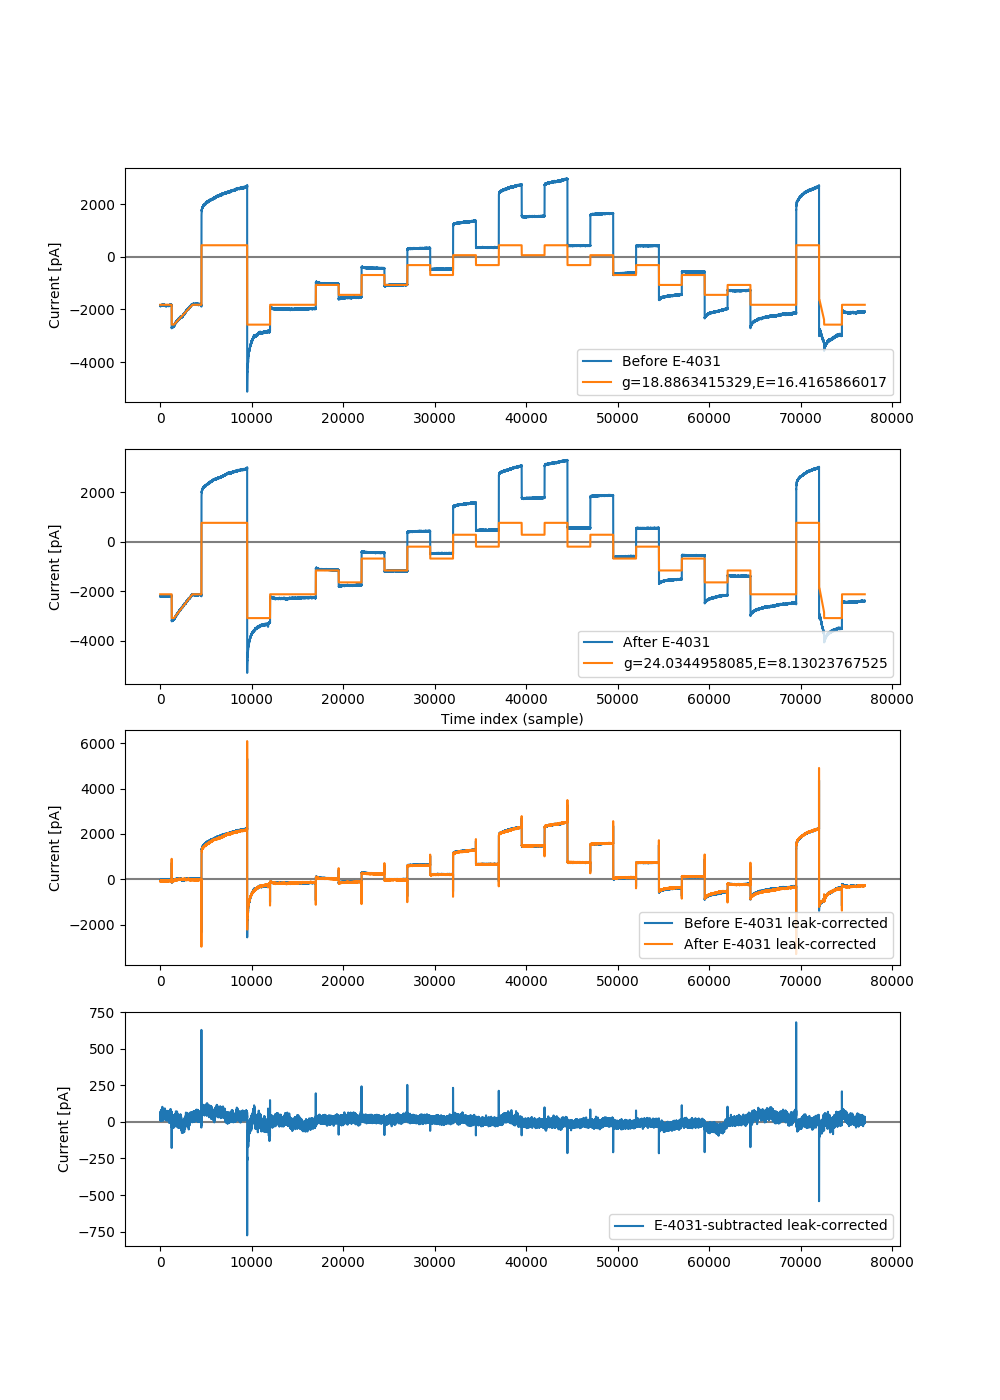 2000
0
−2000
−4000
Current [pA]
Before E-4031
g=18.8863415329,E=16.4165866017
0 10000 20000 30000 40000 50000 60000 70000 80000
2000
0
−2000
−4000
Current [pA]
After E-4031
g=24.0344958085,E=8.13023767525
0 10000 20000 30000 40000 50000 60000 70000 80000
Time index (sample)
6000
4000
2000
0
−2000
Current [pA]
Before E-4031 leak-corrected
After E-4031 leak-corrected
0 10000 20000 30000 40000 50000 60000 70000 80000
750
500
250
0
−250
−500
−750
Current [pA]
E-4031-subtracted leak-corrected
0 10000 20000 30000 40000 50000 60000 70000 80000